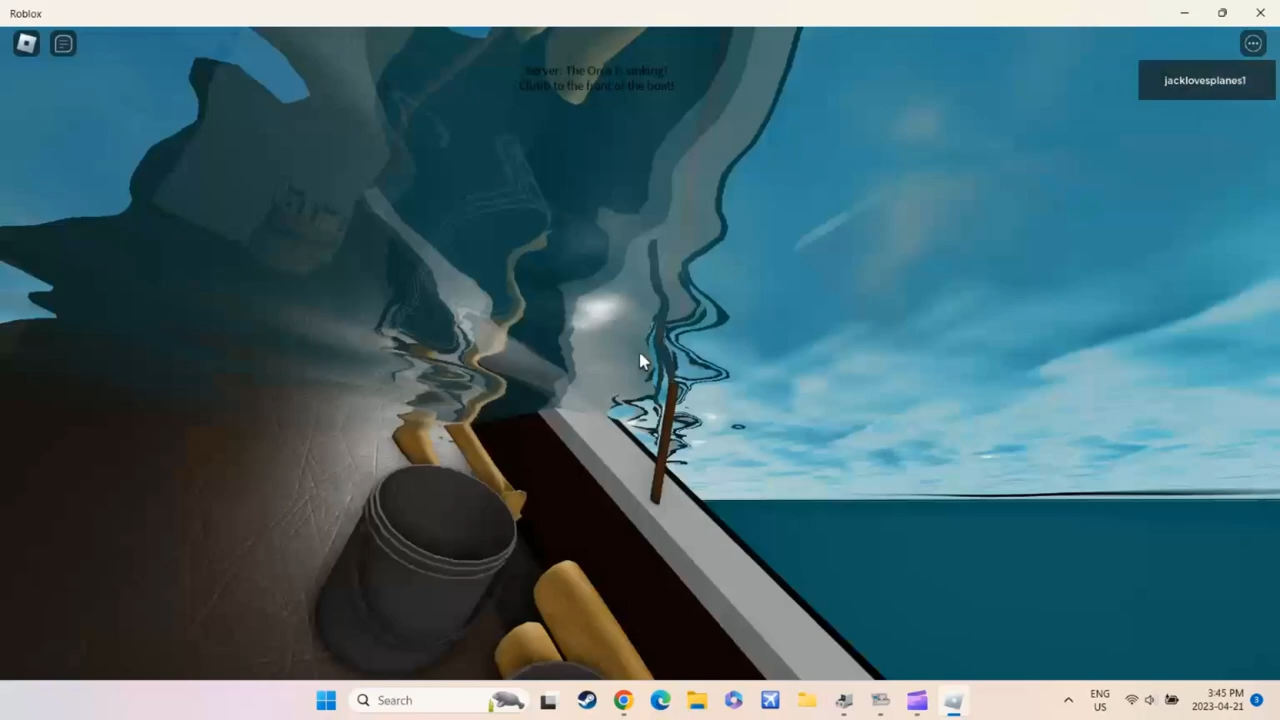 Roblox
Server: The Orca is sinking!
Climb to the front of the boat!
jacklovesplanes1
Search
ENG
US
3:45 PM
2023-04-21
3